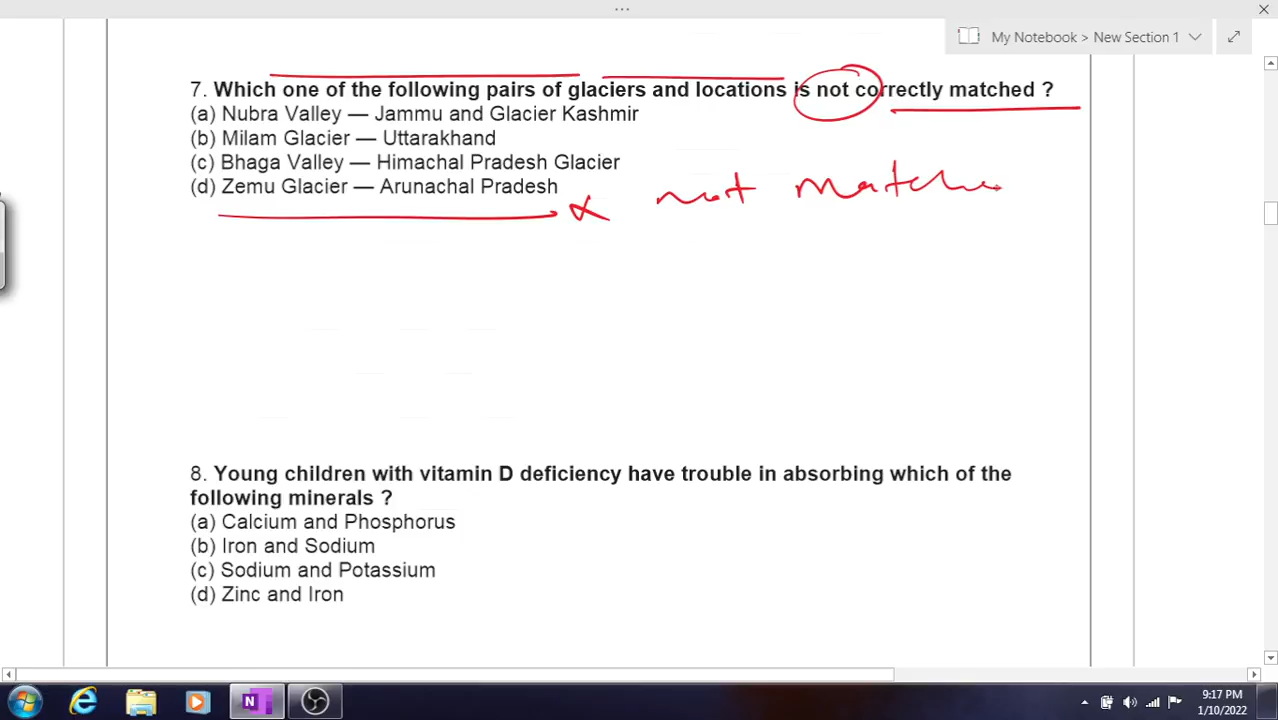 My Notebook > New Section 1
7. Which one of the following pairs of glaciers and locations is not correctly matched ?
(a) Nubra Valley — Jammu and Glacier Kashmir
(b) Milam Glacier — Uttarakhand
(c) Bhaga Valley — Himachal Pradesh Glacier
(d) Zemu Glacier — Arunachal Pradesh
not matche
8. Young children with vitamin D deficiency have trouble in absorbing which of the
following minerals ?
(a) Calcium and Phosphorus
(b) Iron and Sodium
(c) Sodium and Potassium
(d) Zinc and Iron
9:17 PM
1/10/2022